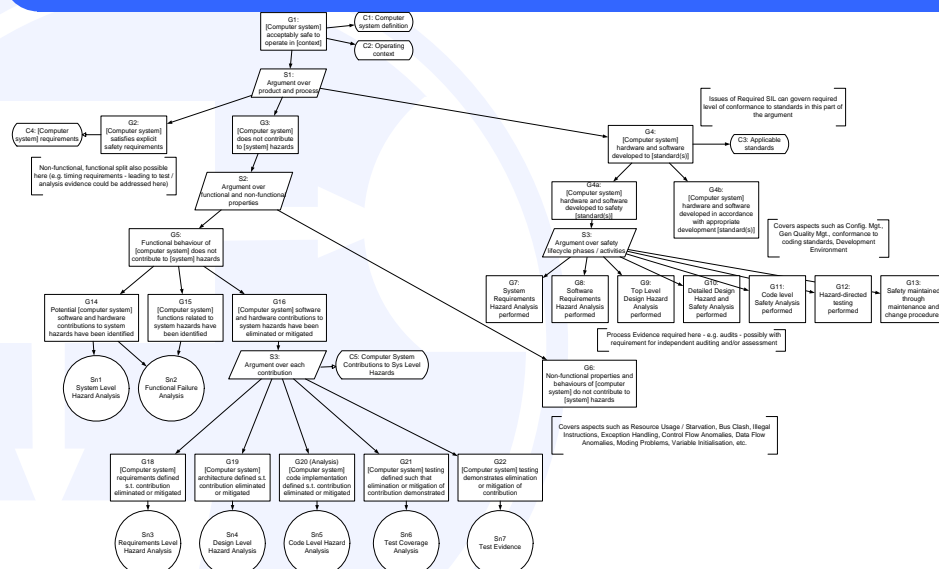 G1:
[Computer system]
acceptably safe to
operate in [context]
C1: Computer
system definition
C2: Operating
context
S1:
Argument over
product and process
Issues of Required SIL can govern required
level of conformance to standards in this part of
the argument
C4: [Computer
system] requirements
G2:
[Computer system]
satisfies explicit
safety requirements
G3:
[Computer system]
does not contribute
to [system] hazards
G4:
[Computer system]
hardware and software
developed to [standard(s)]
C3: Applicable
standards
Non-functional, functional split also possible
here (e.g. timing requirements - leading to test /
analysis evidence could be addressed here)
S2:
Argument over
functional and non-functional
properties
G4a:
[Computer system]
hardware and software
developed to safety
[standard(s)]
G4b:
[Computer system]
hardware and software
developed in accordance
with appropriate
development [standard(s)]
G5:
Functional behaviour of
[computer system] does not
contribute to [system] hazards
S3:
Argument over safety
lifecycle phases / activities
Covers aspects such as Config. Mgt.,
Gen Quality Mgt., conformance to
coding standards, Development
Environment
G7:
System
Requirements
Hazard Analysis
performed
G8:
Software
Requirements
Hazard Analysis
performed
G9:
Top Level
Design Hazard
Analysis
performed
G10:
Detailed Design
Hazard and
Safety Analysis
performed
G11:
Code level
Safety Analysis
performed
G12:
Hazard-directed
testing
performed
G13:
Safety maintained
through
maintenance and
change procedures
G14
Potential [computer system]
software and hardware
contributions to system
hazards have been identified
G15
[Computer system]
functions related to
system hazards have
been identified
G16
[Computer system] software
and hardware contributions to
system hazards have been
eliminated or mitigated
Process Evidence required here - e.g. audits - possibly with
requirement for independent auditing and/or assessment
S3:
Argument over each
contribution
C5: Computer System
Contributions to Sys Level
Hazards
Sn1
System Level
Hazard Analysis
Sn2
Functional Failure
Analysis
G6:
Non-functional properties and
behaviours of [computer
system] do not contribute to
[system] hazards
Covers aspects such as Resource Usage / Starvation, Bus Clash, Illegal
Instructions, Exception Handling, Control Flow Anomalies, Data Flow
Anomalies, Moding Problems, Variable Initialisation, etc.
G18
[Computer system]
requirements defined
s.t. contribution
eliminated or mitigated
G19
[Computer system]
architecture defined s.t.
contribution eliminated
or mitigated
G20 (Analysis)
[Computer system]
code implementation
defined s.t. contribution
eliminated or mitigated
G21
[Computer system] testing
defined such that
elimination or mitigation of
contribution demonstrated
G22
[Computer system] testing
demonstrates elimination
or mitigation of
contribution
Sn3
Requirements Level
Hazard Analysis
Sn4
Design Level
Hazard Analysis
Sn5
Code Level Hazard
Analysis
Sn6
Test Coverage
Analysis
Sn7
Test Evidence